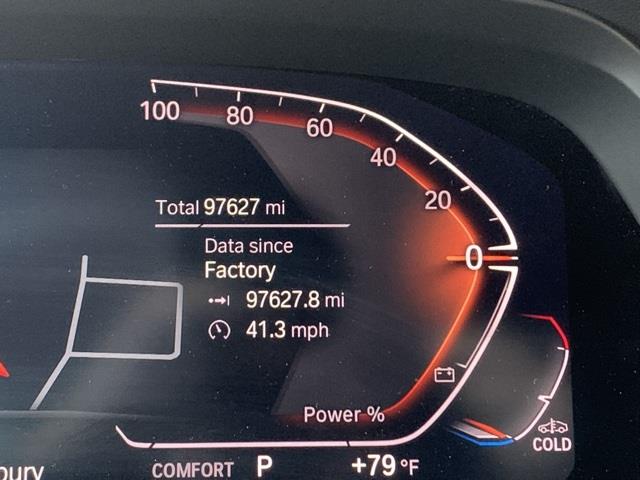 100 80 60 40 20 0
Total 97627 mi
Data since
Factory
97627.8 mi
41.3 mph
Power %
COLD
COMFORT P +79 °F